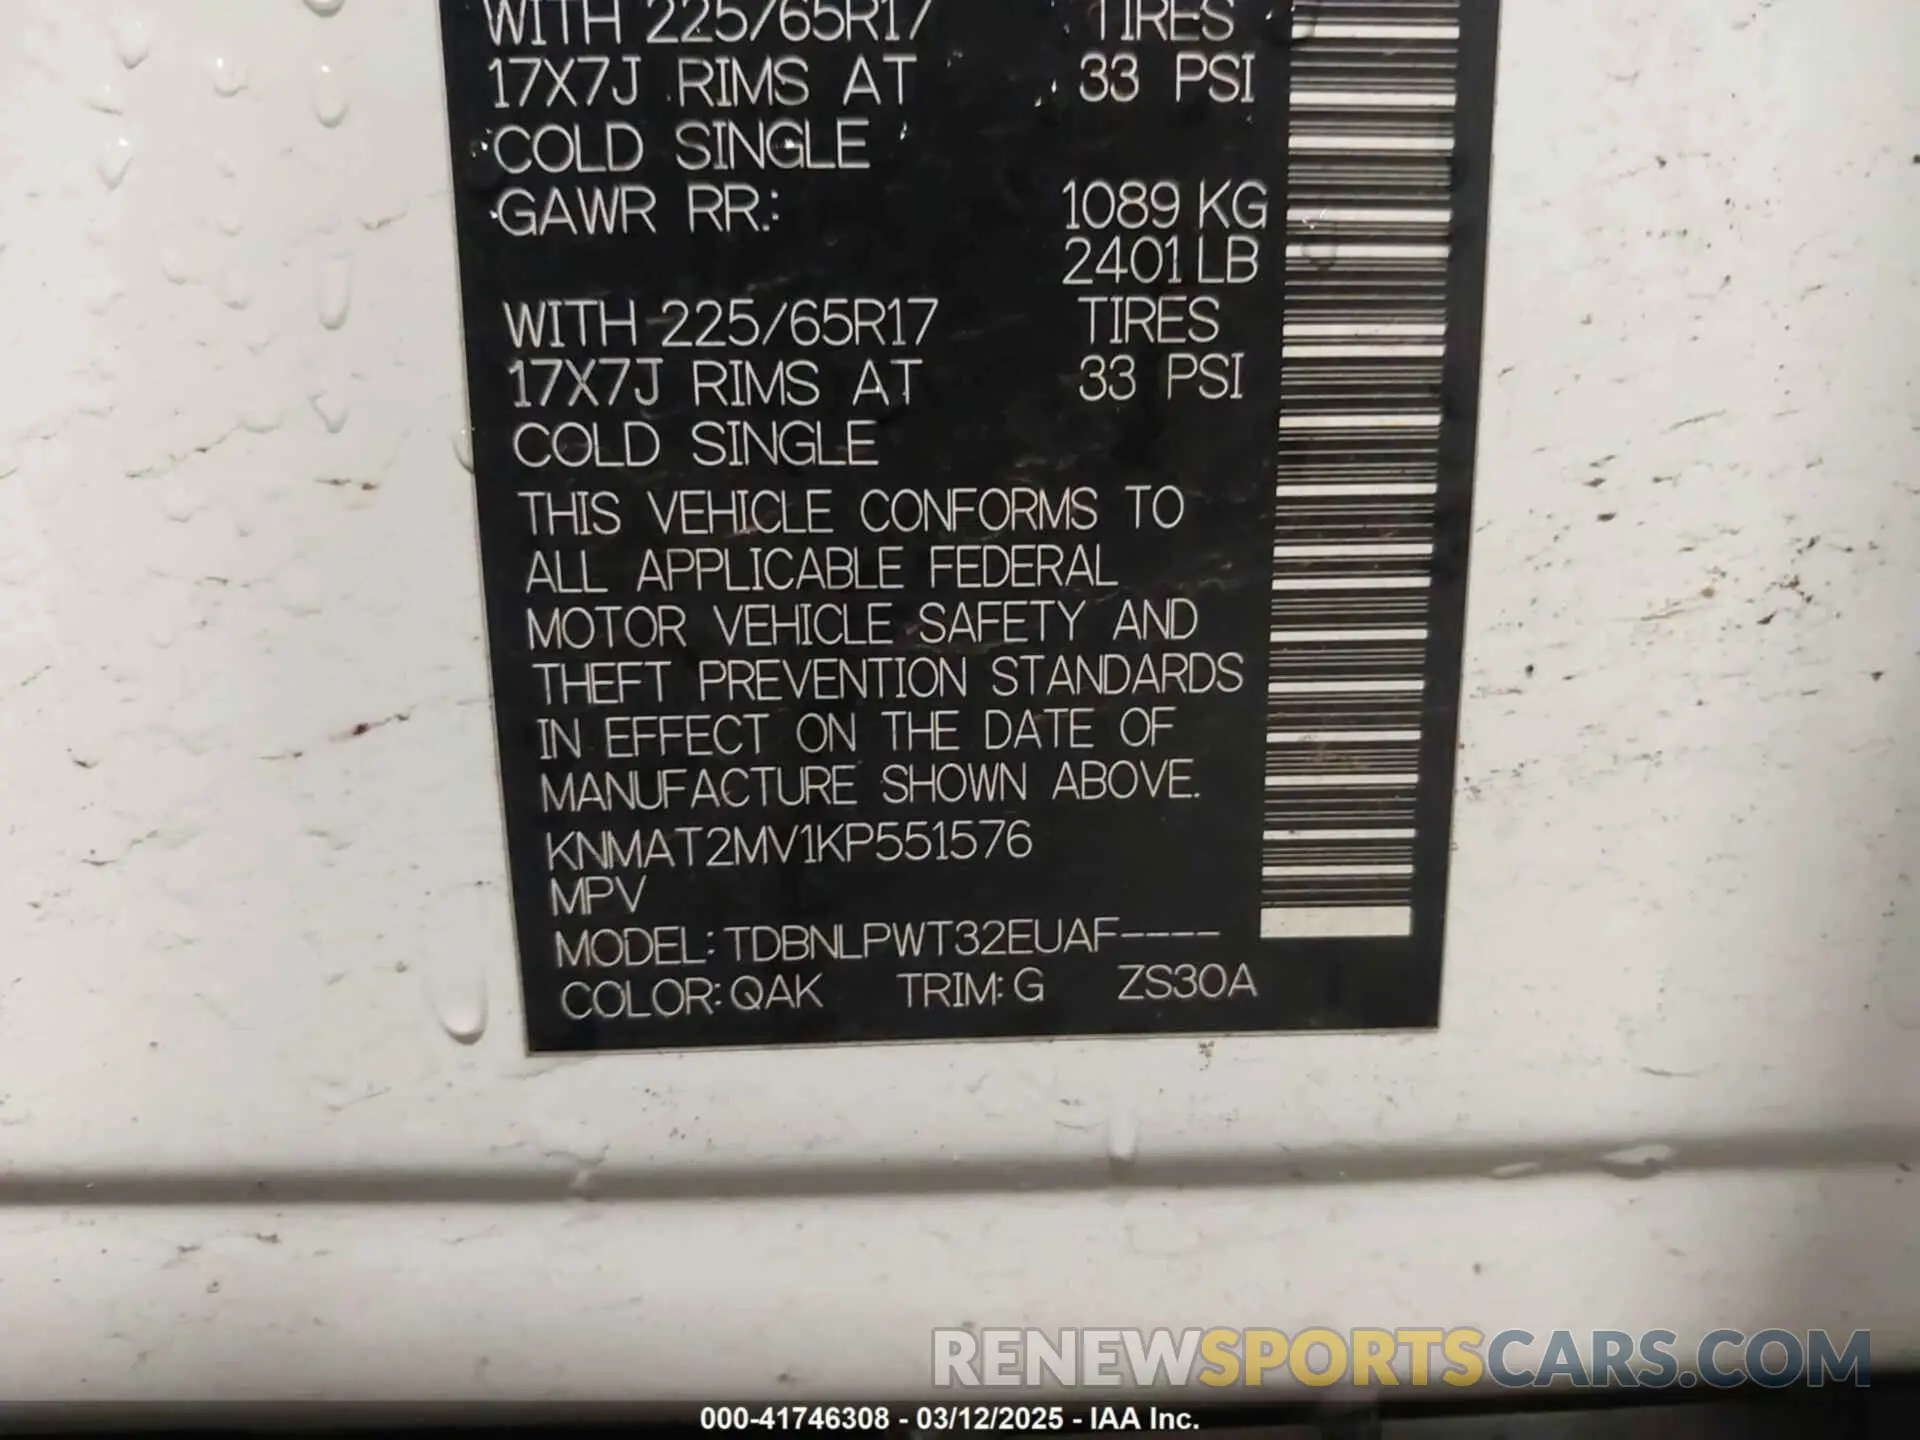 WITH 225/65R17 TIRES
17X7J RIMS AT 33 PSI
COLD SINGLE
GAWR RR.: 1089 KG
2401 LB
WITH 225/65R17 TIRES
17X7J RIMS AT 33 PSI
COLD SINGLE
THIS VEHICLE CONFORMS TO
ALL APPLICABLE FEDERAL
MOTOR VEHICLE SAFETY AND
THEFT PREVENTION STANDARDS
IN EFFECT ON THE DATE OF
MANUFACTURE SHOWN ABOVE.
KNMAT2MV1KP551576
MPV
MODEL: TDBNLPWT32EUAF----
COLOR: QAK TRIM: G ZS30A
RENEWSPORTSCARS.COM
000-41746308 - 03/12/2025 - IAA Inc.